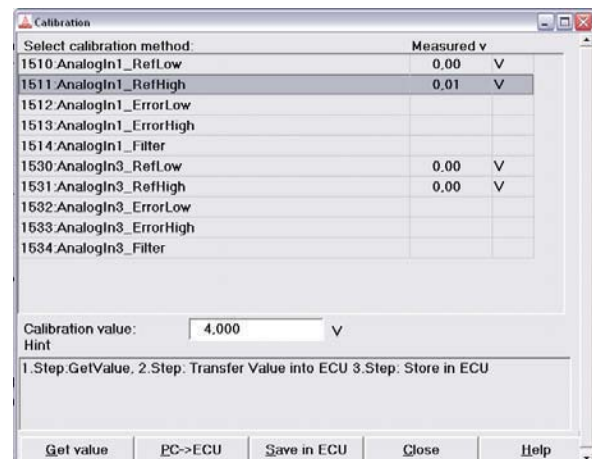 Calibration
Select calibration method: Measured v
1510:AnalogIn1_RefLow 0,00 V
1511:AnalogIn1_RefHigh 0,01 V
1512:AnalogIn1_ErrorLow
1513:AnalogIn1_ErrorHigh
1514:AnalogIn1_Filter
1530:AnalogIn3_RefLow 0,00 V
1531:AnalogIn3_RefHigh 0,00 V
1532:AnalogIn3_ErrorLow
1533:AnalogIn3_ErrorHigh
1534:AnalogIn3_Filter
Calibration value: 4,000 V
Hint
1.Step:GetValue, 2.Step: Transfer Value into ECU 3.Step: Store in ECU
Get value PC->ECU Save in ECU Close Help